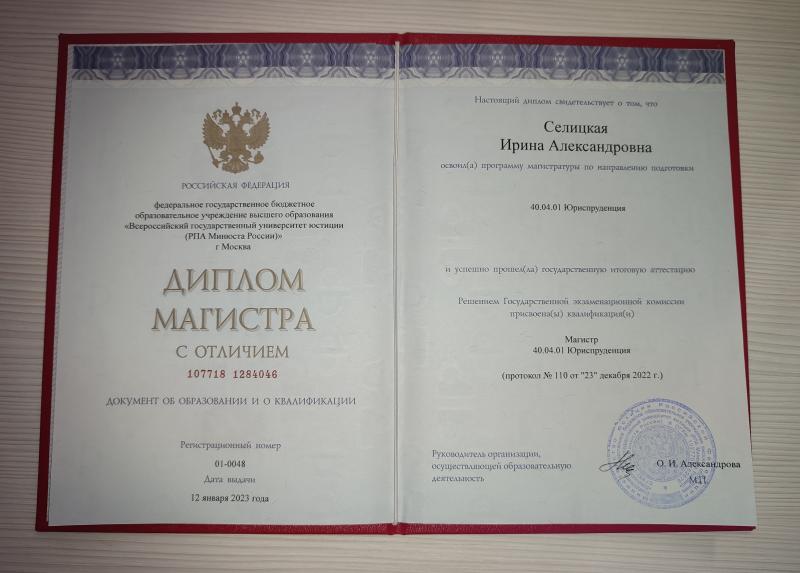 РОССИЙСКАЯ ФЕДЕРАЦИЯ
федеральное государственное бюджетное
образовательное учреждение высшего образования
«Всероссийский государственный университет юстиции
(РПА Минюста России)»
г Москва
ДИПЛОМ
МАГИСТРА
С ОТЛИЧИЕМ
107718 1284046
ДОКУМЕНТ ОБ ОБРАЗОВАНИИ И О КВАЛИФИКАЦИИ
Регистрационный номер
01-0048
Дата выдачи
12 января 2023 года
Настоящий диплом свидетельствует о том, что
Селицкая
Ирина Александровна
освоил(а) программу магистратуры по направлению подготовки
40.04.01 Юриспруденция
и успешно прошел(ла) государственную итоговую аттестацию
Решением Государственной экзаменационной комиссии
присвоена(ы) квалификация(и)
Магистр
40.04.01 Юриспруденция
(протокол № 110 от "23" декабря 2022 г.)
Руководитель организации,
осуществляющей образовательную
деятельность
О. И. Александрова
М.П.